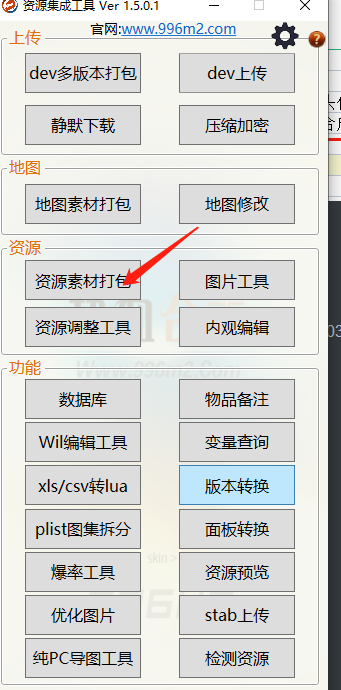 资源集成工具 Ver 1.5.0.1
官网:www.996m2.com
上传
dev多版本打包 dev上传
静默下载 压缩加密
地图
地图素材打包 地图修改
资源
资源素材打包 图片工具
资源调整工具 内观编辑
Www.996m2.Com
功能
数据库 物品备注
Wil编辑工具 变量查询
xls/csv转lua 版本转换
plist图集拆分 面板转换
skin >
爆率工具 资源预览
优化图片 stab上传
纯PC导图工具 检测资源